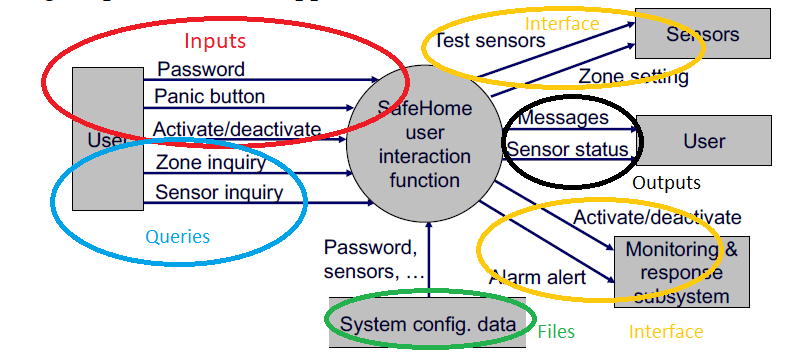 Inputs
Interface
Test sensors
Sensors
Password
Zone setting
Panic button
SafeHome
user
interaction
function
Messages
User
Activate/deactivate
User
Sensor status
Zone inquiry
Outputs
Sensor inquiry
Activate/deactivate
Queries
Password,
sensors, ...
Monitoring &
response
subsystem
Alarm alert
System config. data
Files
Interface